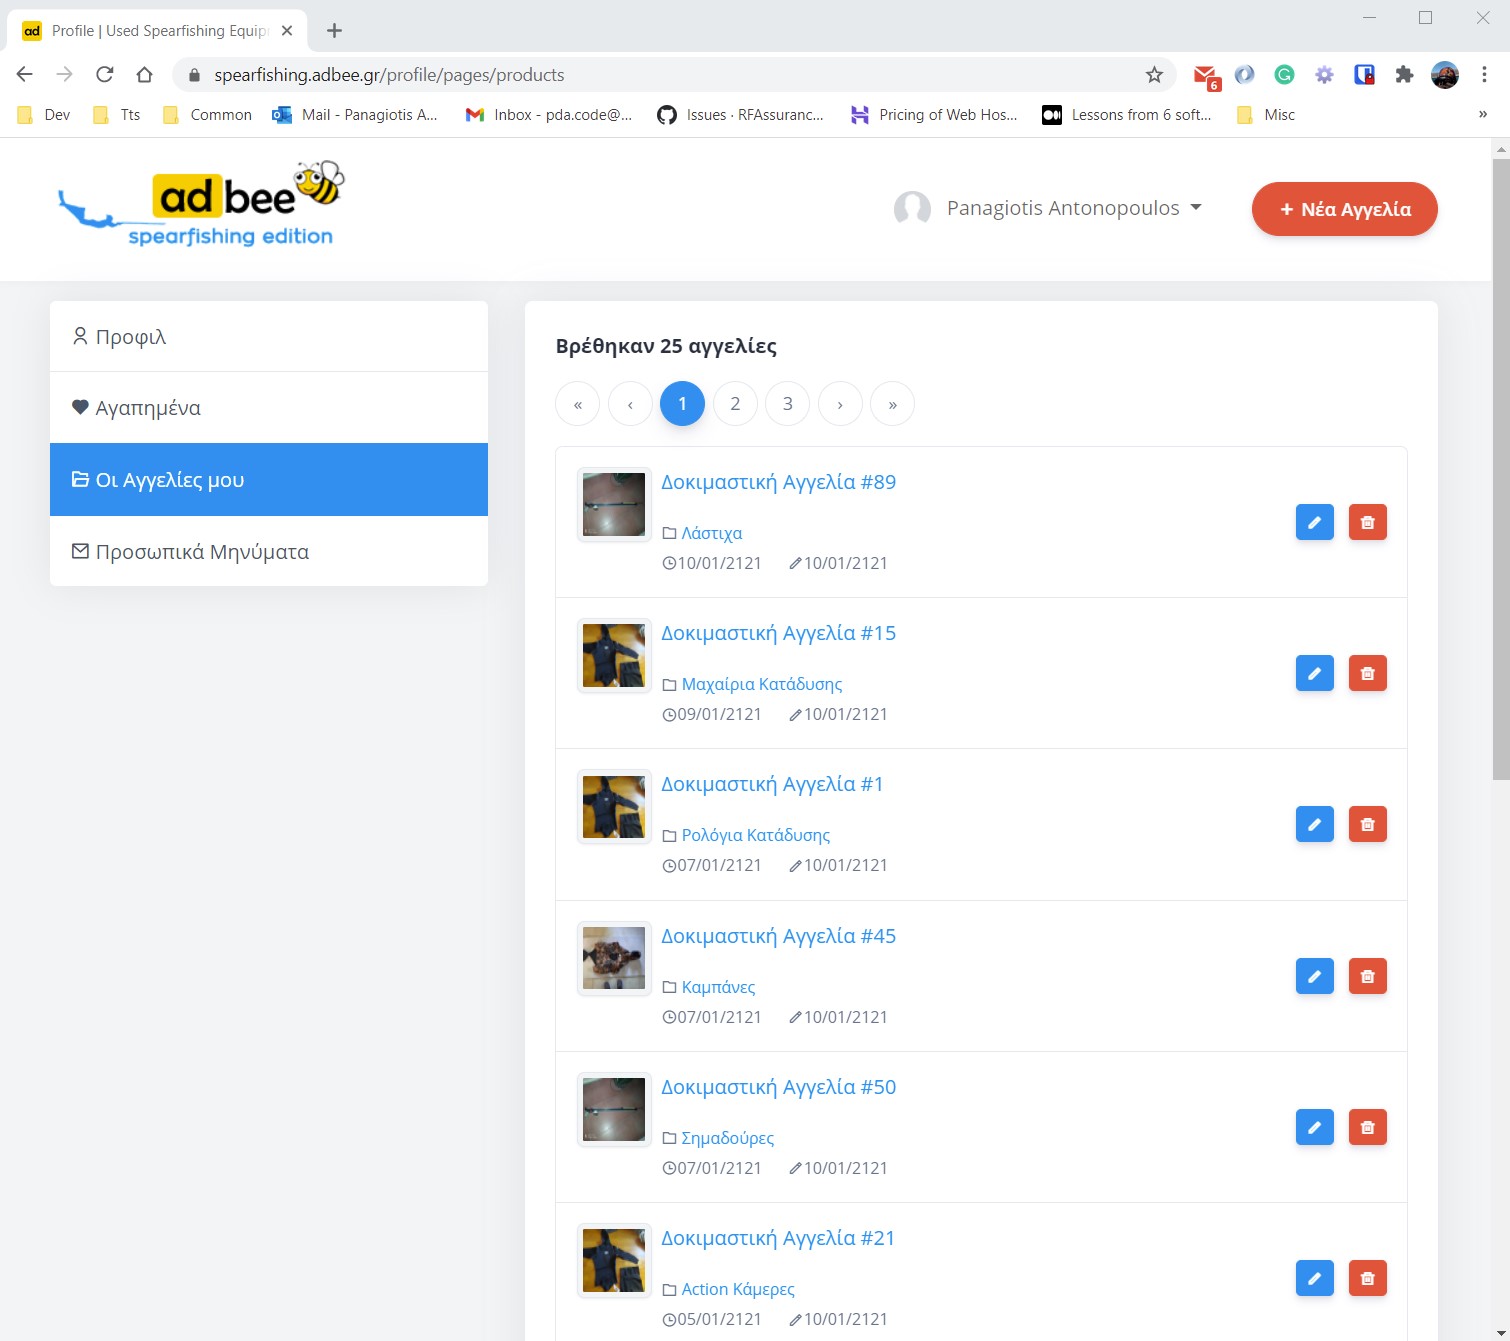 ad Profile | Used Spearfishing Equip
spearfishing.adbee.gr/profile/pages/products
6
Dev Tts Common Mail - Panagiotis A... Inbox - pda.code@... Issues · RFAssuranc... Pricing of Web Hos... Lessons from 6 soft... Misc »
ad bee
spearfishing edition
Panagiotis Antonopoulos
+ Νέα Αγγελία
Προφιλ
Αγαπημένα
Οι Αγγελίες μου
Προσωπικά Μηνύματα
Βρέθηκαν 25 αγγελίες
« ‹ 1 2 3 › »
Δοκιμαστική Αγγελία #89
Λάστιχα
10/01/2121 10/01/2121
Δοκιμαστική Αγγελία #15
Μαχαίρια Κατάδυσης
09/01/2121 10/01/2121
Δοκιμαστική Αγγελία #1
Ρολόγια Κατάδυσης
07/01/2121 10/01/2121
Δοκιμαστική Αγγελία #45
Καμπάνες
07/01/2121 10/01/2121
Δοκιμαστική Αγγελία #50
Σημαδούρες
07/01/2121 10/01/2121
Δοκιμαστική Αγγελία #21
Action Κάμερες
05/01/2121 10/01/2121